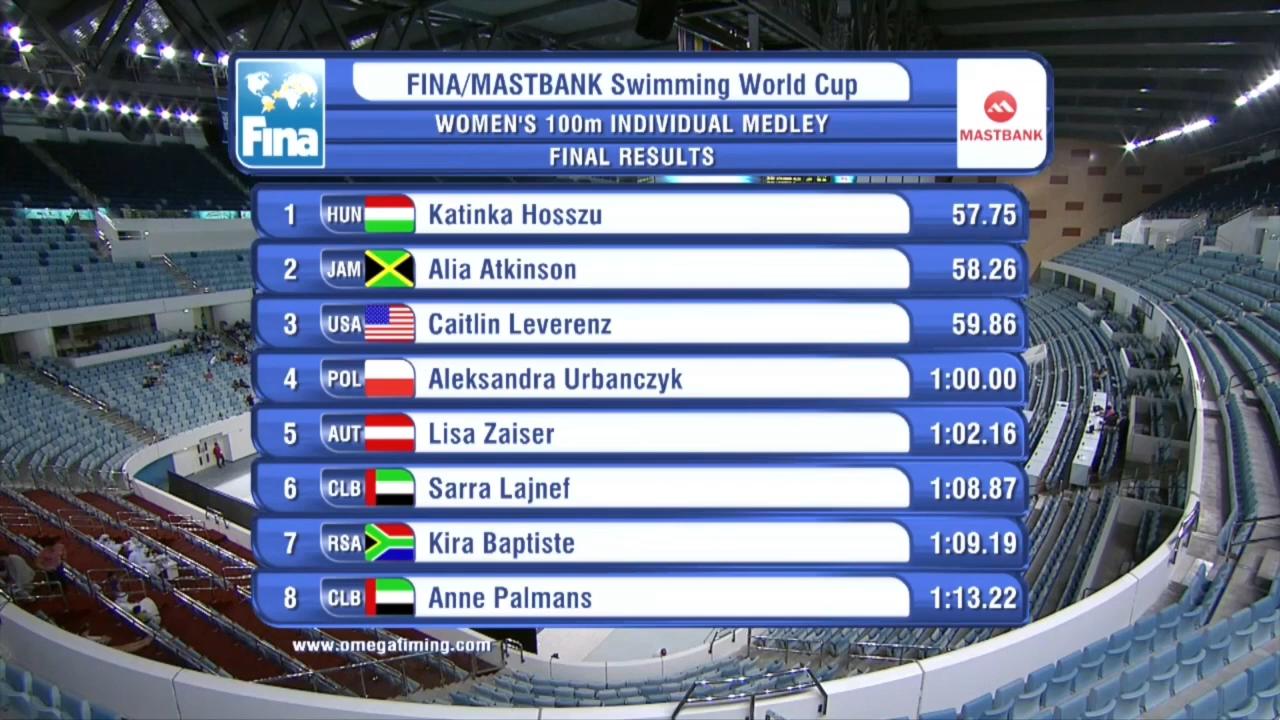 FINA/MASTBANK Swimming World Cup
WOMEN'S 100m INDIVIDUAL MEDLEY
FINAL RESULTS
Fina
MASTBANK
1 HUN Katinka Hosszu 57.75
2 JAM Alia Atkinson 58.26
3 USA Caitlin Leverenz 59.86
4 POL Aleksandra Urbanczyk 1:00.00
5 AUT Lisa Zaiser 1:02.16
6 CLB Sarra Lajnef 1:08.87
7 RSA Kira Baptiste 1:09.19
8 CLB Anne Palmans 1:13.22
www.omegatiming.com